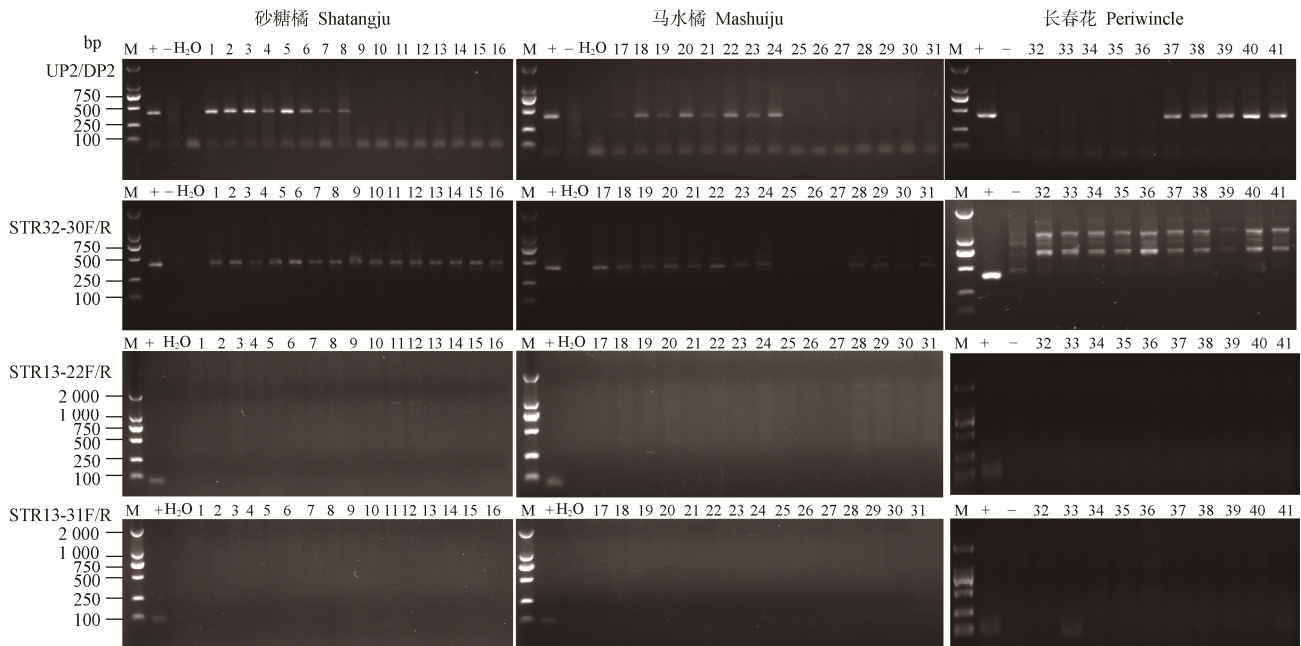 砂糖橘 Shatangju 马水橘 Mashuiju 长春花 Periwincle
bp M + − H₂O 1 2 3 4 5 6 7 8 9 10 11 12 13 14 15 16 M + − H₂O 17 18 19 20 21 22 23 24 25 26 27 28 29 30 31 M + − 32 33 34 35 36 37 38 39 40 41
UP2/DP2
750
500
250
100
M + − H₂O 1 2 3 4 5 6 7 8 9 10 11 12 13 14 15 16 M + H₂O 17 18 19 20 21 22 23 24 25 26 27 28 29 30 31 M + − 32 33 34 35 36 37 38 39 40 41
STR32-30F/R
750
500
250
100
M + H₂O 1 2 3 4 5 6 7 8 9 10 11 12 13 14 15 16 M + H₂O 17 18 19 20 21 22 23 24 25 26 27 28 29 30 31 M + − 32 33 34 35 36 37 38 39 40 41
STR13-22F/R
2 000
1 000
750
500
250
100
M + H₂O 1 2 3 4 5 6 7 8 9 10 11 12 13 14 15 16 M + H₂O 17 18 19 20 21 22 23 24 25 26 27 28 29 30 31 M + − 32 33 34 35 36 37 38 39 40 41
STR13-31F/R
2 000
1 000
750
500
250
100